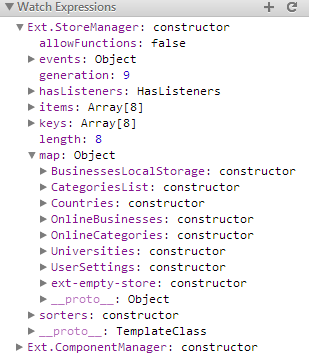 Watch Expressions
Ext.StoreManager: constructor
allowFunctions: false
events: Object
generation: 9
hasListeners: HasListeners
items: Array[8]
keys: Array[8]
length: 8
map: Object
BusinessesLocalStorage: constructor
CategoriesList: constructor
Countries: constructor
OnlineBusinesses: constructor
OnlineCategories: constructor
Universities: constructor
UserSettings: constructor
ext-empty-store: constructor
__proto__: Object
sorters: constructor
__proto__: TemplateClass
Ext.ComponentManager: constructor